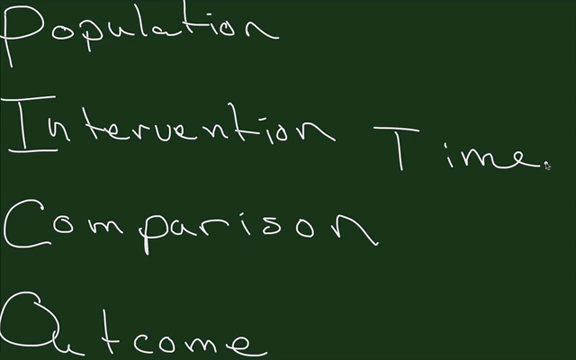 Population
Intervention
Time.
Comparison
Outcome